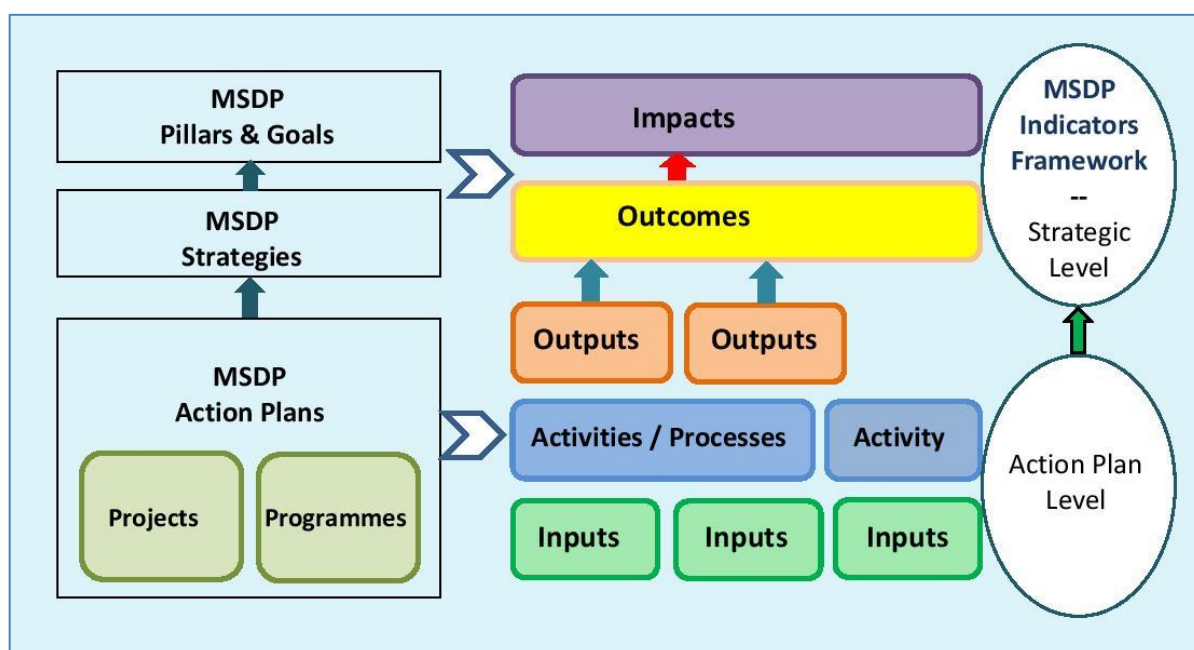 MSDP
Pillars & Goals
MSDP
Strategies
MSDP
Action Plans
Projects
Programmes
Impacts
Outcomes
Outputs
Outputs
Activities / Processes
Activity
Inputs
Inputs
Inputs
MSDP
Indicators
Framework
--
Strategic
Level
Action Plan
Level